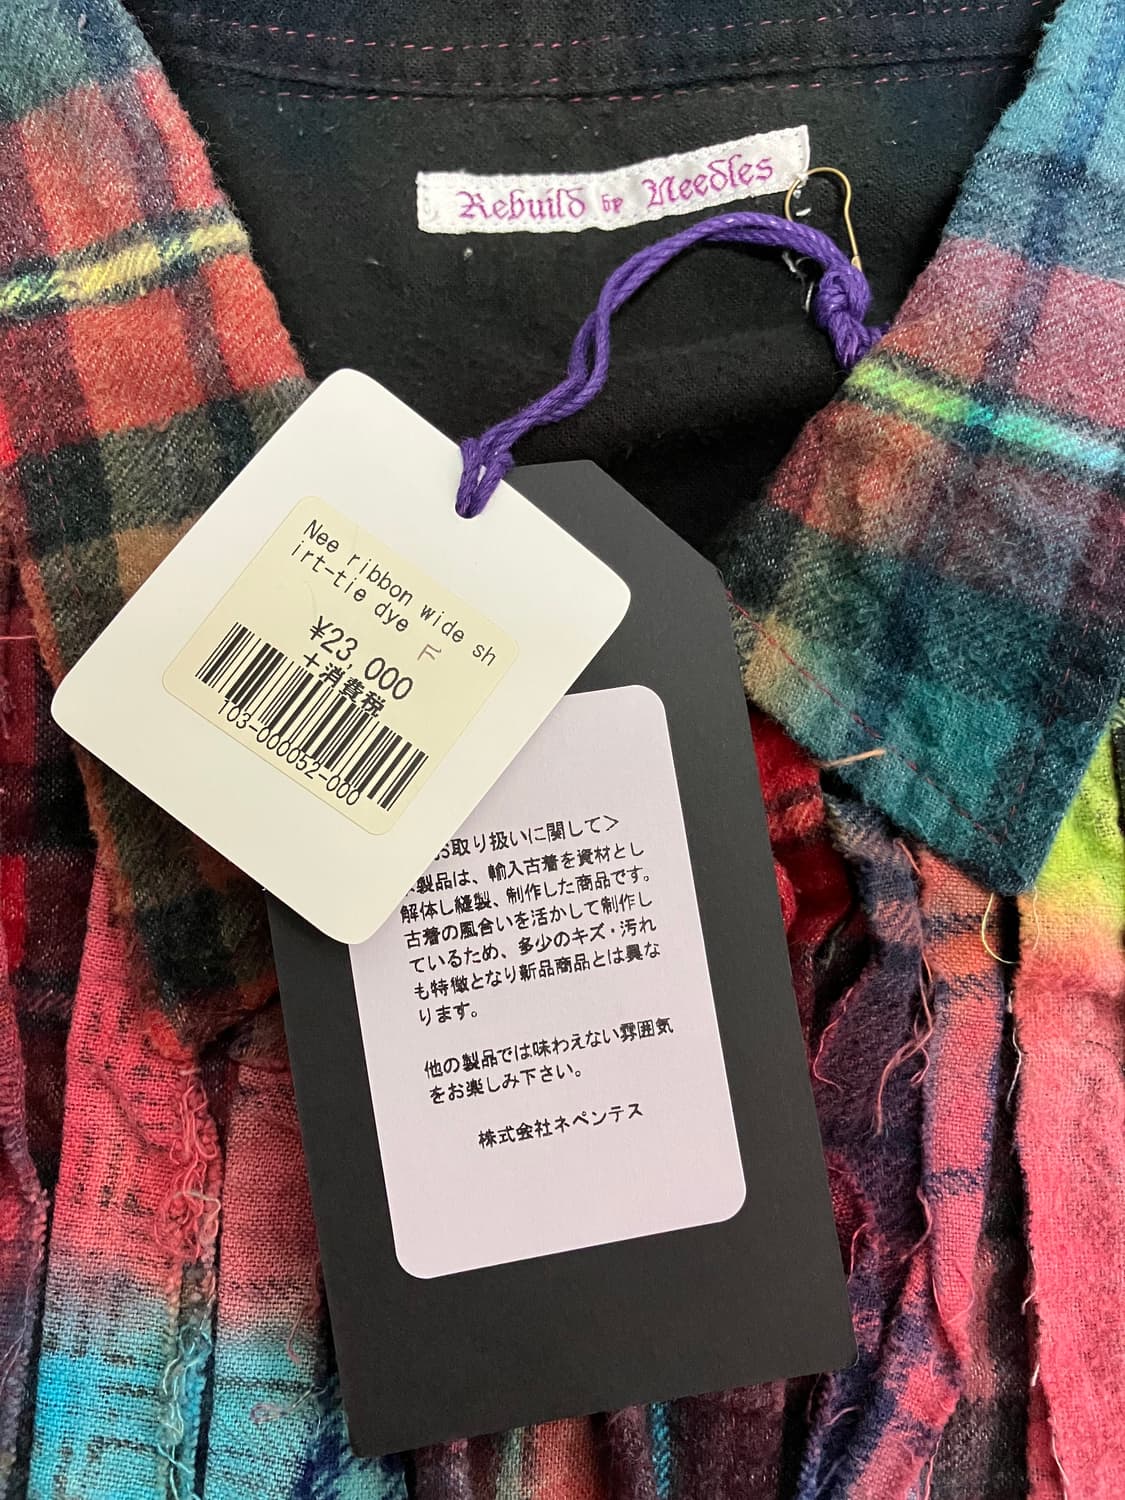 Rebuild by Needles
Nee ribbon wide sh
irt-tie dye F
¥23,000
+消費税
103-000052-000
お取り扱いに関して＞
製品は、輸入古着を資材とし
解体し縫製、制作した商品です。
古着の風合いを活かして制作し
ているため、多少のキズ・汚れ
も特徴となり新品商品とは異な
ります。
他の製品では味わえない雰囲気
をお楽しみ下さい。
株式会社ネペンテス